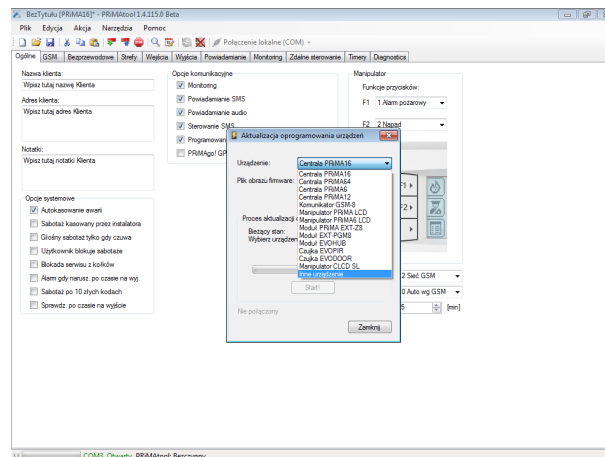 BezTytułu [PRiMA16]* - PRiMAtool 1.4.115.0 Beta
Plik Edycja Akcja Narzędzia Pomoc
Połączenie lokalne (COM)
Ogólne GSM Bezprzewodowe Strefy Wejścia Wyjścia Powiadamianie Monitoring Zdalne sterowanie Timery Diagnostics
Nazwa klienta:
Wpisz tutaj nazwę Klienta
Adres klienta:
Wpisz tutaj adres Klienta
Notatki:
Wpisz tutaj notatki Klienta
Opcje systemowe
Autokasowanie awarii
Sabotaż kasowany przez instalatora
Głośny sabotaż tylko gdy czuwa
Użytkownik blokuje sabotaże
Blokada serwisu z kołków
Alarm gdy narusz. po czasie na wyj.
Sabotaż po 10 złych kodach
Sprawdz. po czasie na wyjście
Opcje komunikacyjne
Monitoring
Powiadamianie SMS
Powiadamianie audio
Sterowanie SMS
Programowan
PRiMAgo! GP
Manipulator
Funkcje przycisków:
F1 1 Alarm pożarowy
F2 2 Napad
F1
F2
2 Sieć GSM
0 Auto wg GSM
5 [min]
Aktualizacja oprogramowania urządzeń
Urządzenie: Centrala PRiMA16
Plik obrazu firmware:
Proces aktualizacji
Bieżący stan:
Wybierz urządzen
Centrala PRiMA16
Centrala PRiMA64
Centrala PRiMA6
Centrala PRiMA12
Komunikator GSM-8
Manipulator PRiMA LCD
Manipulator PRiMA6 LCD
Moduł PRiMA EXT-Z8
Moduł EXT-PGM8
Moduł EVOHUB
Czujka EVOPIR
Czujka EVODOOR
Manipulator CLCD SL
Inne urządzenie
Start!
Nie połączony
Zamknij
COM3 Otwarty PRiMAtool: Bezczynny